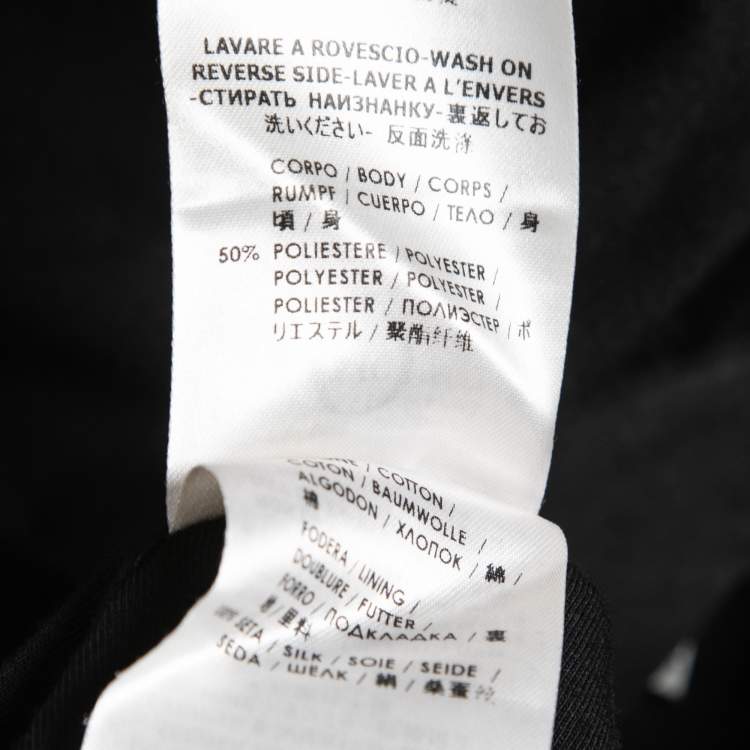 LAVARE A ROVESCIO-WASH ON
REVERSE SIDE-LAVER A L'ENVERS
-СТИРАТЬ НАИЗНАНКУ-裏返してお
洗いください- 反面洗涤
CORPO / BODY / CORPS /
RUMPF / CUERPO / ТЕЛО / 身
頃 / 身
50% POLIESTERE / POLYESTER /
POLYESTER / POLYESTER /
POLIESTER / ПОЛИЭСТЕР / ポ
リエステル / 聚酯纤维
/ COTTON /
COTON / BAUMWOLLE /
ALGODON / ХЛОПОК / 綿 /
棉
FODERA / LINING /
DOUBLURE / FUTTER /
FORRO / ПОДКЛАДКА / 裏
/ 里料
SETA / SILK / SOIE / SEIDE /
SEDA / ШЁЛК / 絹 / 桑蚕